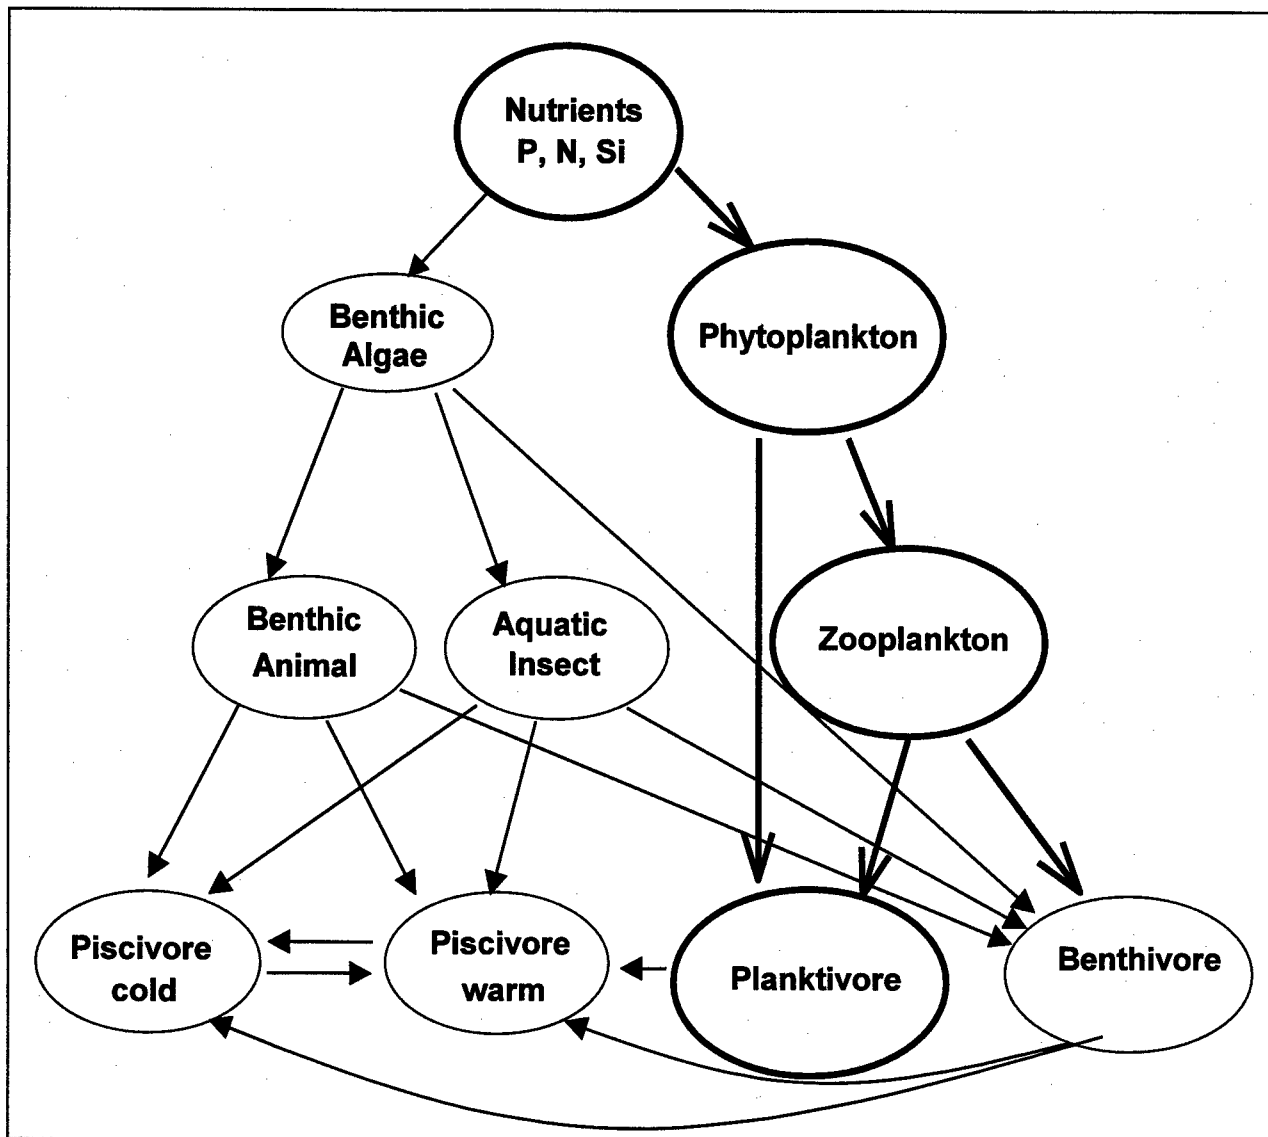 Nutrients
P, N, Si
Benthic
Algae
Phytoplankton
Benthic
Animal
Aquatic
Insect
Zooplankton
Piscivore
cold
Piscivore
warm
Planktivore
Benthivore